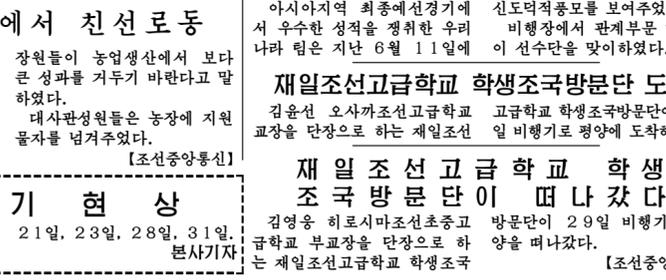 에서 친선로동
장원들이 농업생산에서 보다
큰 성과를 거두기 바란다고 말
하였다.
대사관성원들은 농장에 지원
물자를 넘겨주었다.
【조선중앙통신】
기 현 상
21일, 23일, 28일, 31일.
본사기자
아시아지역 최종예선경기에
서 우수한 성적을 쟁취한 우리
나라 팀은 지난 6월 11일에
신도덕적풍모를 보여주었
비행장에서 관계부문
이 선수단을 맞이하였다.
재일조선고급학교 학생조국방문단 도
김윤선 오사까조선고급학교
교장을 단장으로 하는 재일조선
고급학교 학생조국방문단이
일 비행기로 평양에 도착하
재일조선고급학교 학생
조국방문단이 떠나갔다
김영웅 히로시마조선초중고
급학교 부교장을 단장으로 하
는 재일조선고급학교 학생조국
방문단이 29일 비행기
양을 떠나갔다.
【조선중앙